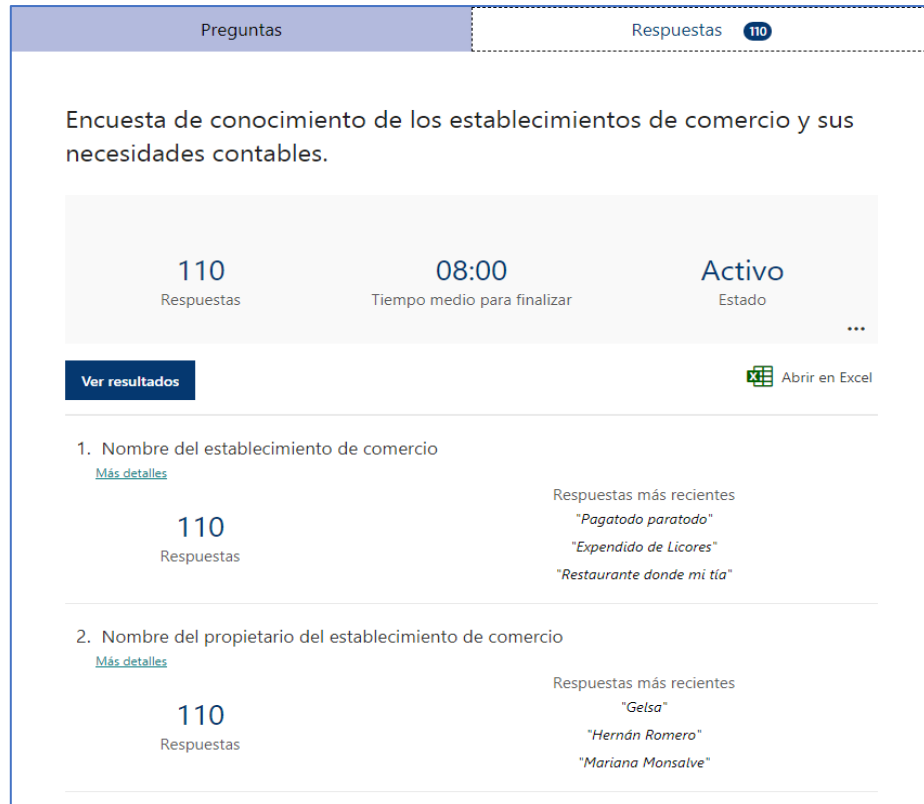 Preguntas
Respuestas 110
Encuesta de conocimiento de los establecimientos de comercio y sus
necesidades contables.
110
Respuestas
08:00
Tiempo medio para finalizar
Activo
Estado
...
Ver resultados
Abrir en Excel
1. Nombre del establecimiento de comercio
Más detalles
110
Respuestas
Respuestas más recientes
"Pagatodo paratodo"
"Expendido de Licores"
"Restaurante donde mi tía"
2. Nombre del propietario del establecimiento de comercio
Más detalles
110
Respuestas
Respuestas más recientes
"Gelsa"
"Hernán Romero"
"Mariana Monsalve"